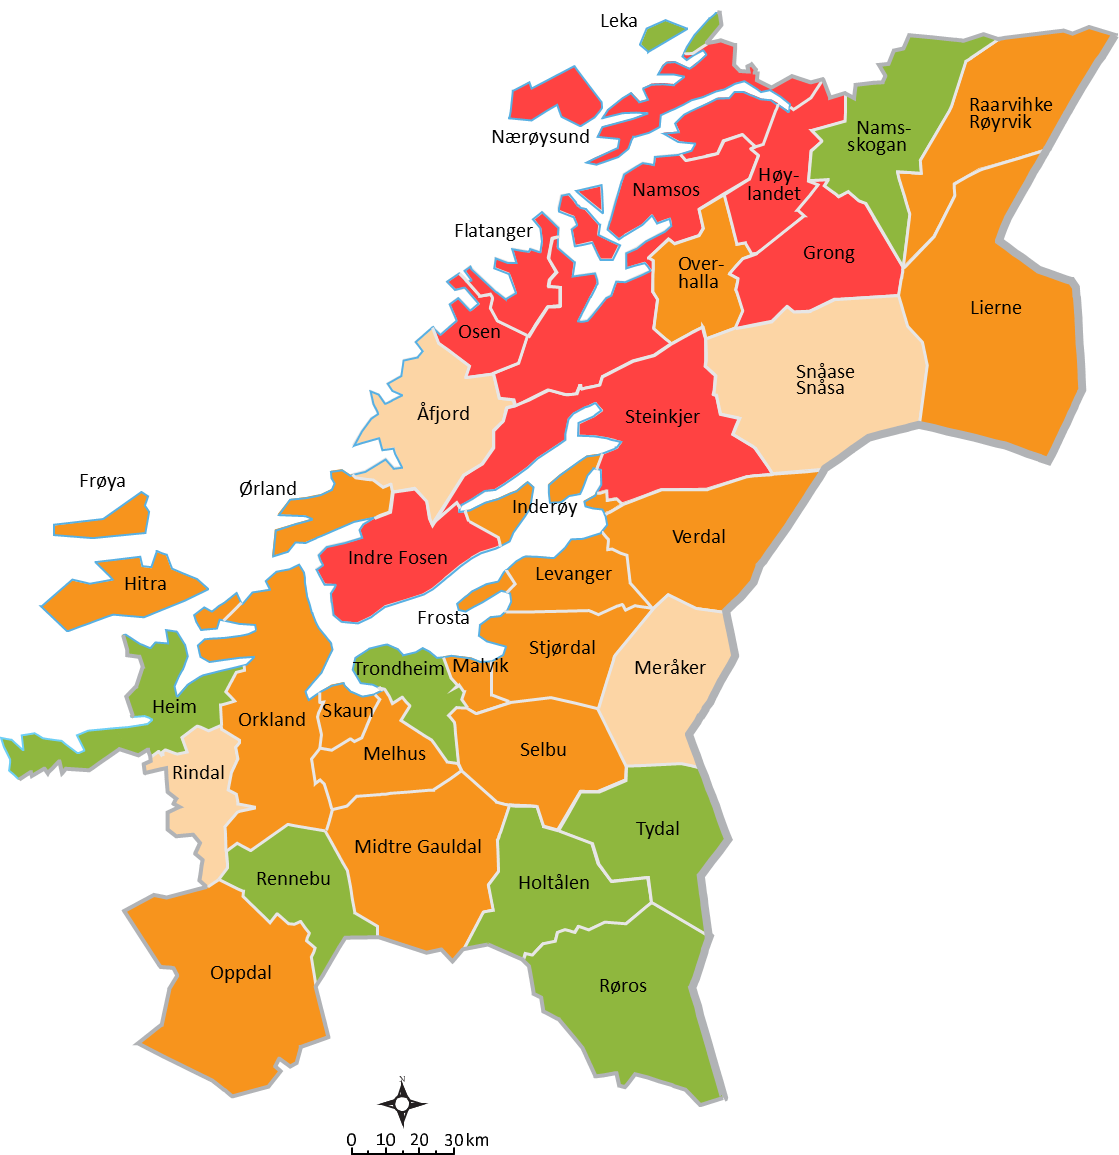 Leka
Nærøysund
Raarvihke
Røyrvik
Nams-
skogan
Namsos
Høy-
landet
Flatanger
Grong
Over-
halla
Lierne
Osen
Snåase
Snåsa
Åfjord
Steinkjer
Frøya
Ørland
Inderøy
Verdal
Indre Fosen
Hitra
Levanger
Frosta
Stjørdal
Trondheim
Malvik
Meråker
Heim
Orkland
Skaun
Melhus
Selbu
Rindal
Tydal
Midtre Gauldal
Rennebu
Holtålen
Oppdal
Røros
N
0 10 20 30 km